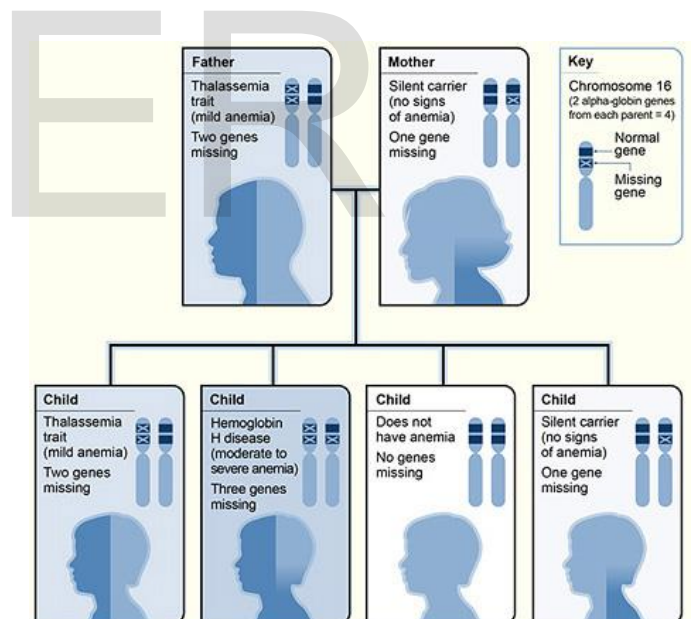 ER
Father
Thalassemia
trait
(mild anemia)
Two genes
missing
Mother
Silent carrier
(no signs
of anemia)
One gene
missing
Key
Chromosome 16
(2 alpha-globin genes
from each parent = 4)
Normal
gene
Missing
gene
Child
Thalassemia
trait
(mild anemia)
Two genes
missing
Child
Hemoglobin
H disease
(moderate to
severe anemia)
Three genes
missing
Child
Does not
have anemia
No genes
missing
Child
Silent carrier
(no signs
of anemia)
One gene
missing